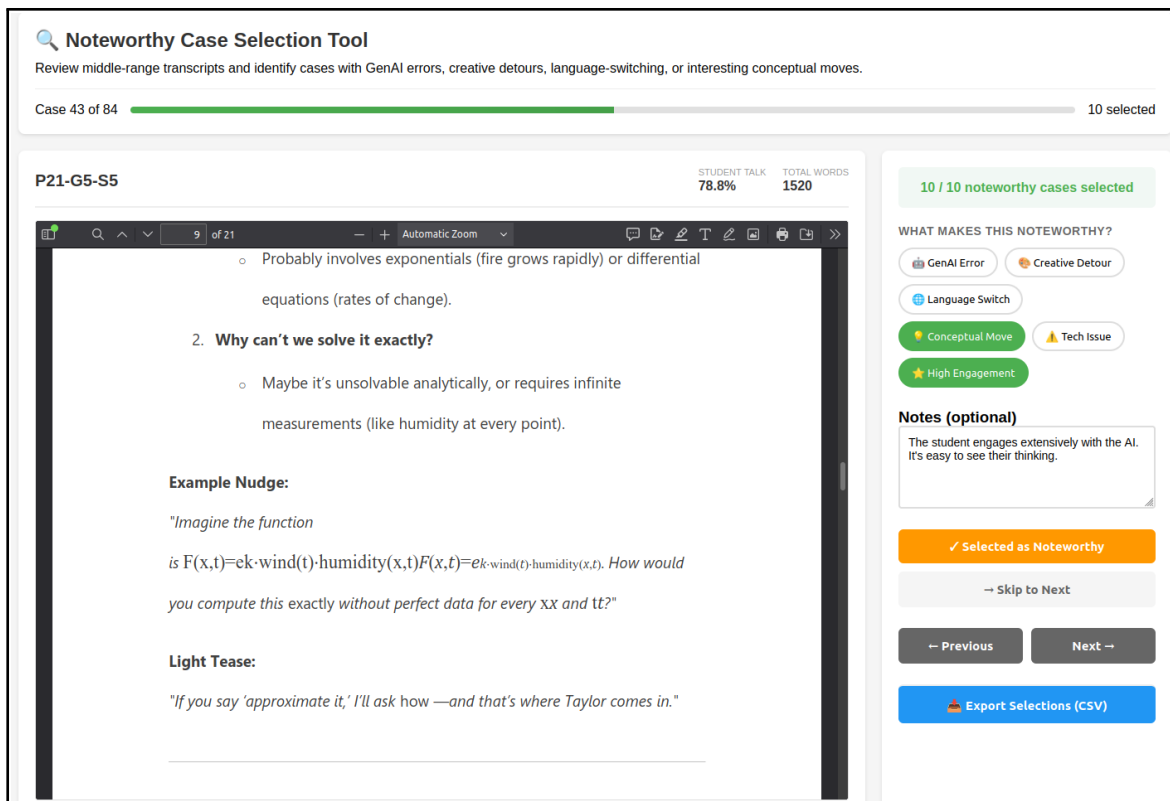 🔍 Noteworthy Case Selection Tool
Review middle-range transcripts and identify cases with GenAI errors, creative detours, language-switching, or interesting conceptual moves.
Case 43 of 84
10 selected
P21-G5-S5
STUDENT TALK
78.8%
TOTAL WORDS
1520
9 of 21
Automatic Zoom
Probably involves exponentials (fire grows rapidly) or differential
equations (rates of change).
2. Why can't we solve it exactly?
Maybe it's unsolvable analytically, or requires infinite
measurements (like humidity at every point).
Example Nudge:
"Imagine the function
is F(x,t)=ek·wind(t)·humidity(x,t)F(x,t)=ek·wind(t)·humidity(x,t). How would
you compute this exactly without perfect data for every xx and tt?"
Light Tease:
"If you say 'approximate it,' I'll ask how —and that's where Taylor comes in."
10 / 10 noteworthy cases selected
WHAT MAKES THIS NOTEWORTHY?
🤖 GenAI Error
🎨 Creative Detour
🌐 Language Switch
💡 Conceptual Move
⚠️ Tech Issue
⭐ High Engagement
Notes (optional)
The student engages extensively with the AI.
It's easy to see their thinking.
✓ Selected as Noteworthy
→ Skip to Next
← Previous
Next →
📤 Export Selections (CSV)